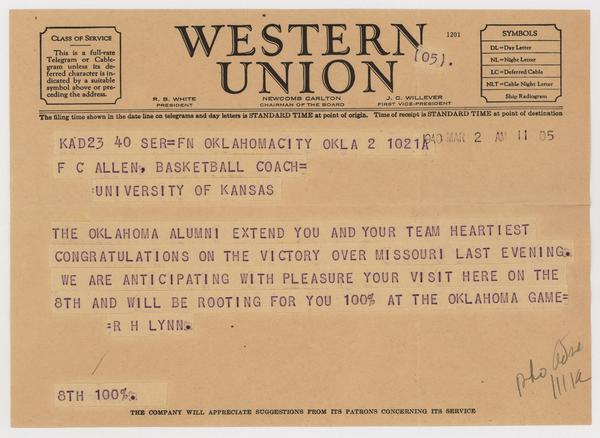 CLASS OF SERVICE
This is a full-rate
Telegram or Cable-
gram unless its de-
ferred character is in-
dicated by a suitable
symbol above or pre-
ceding the address.
WESTERN
UNION
1201
(05).
R. B. WHITE
PRESIDENT
NEWCOMB CARLTON
CHAIRMAN OF THE BOARD
J. C. WILLEVER
FIRST VICE-PRESIDENT
SYMBOLS
DL=Day Letter
NL=Night Letter
LC=Deferred Cable
NLT=Cable Night Letter
Ship Radiogram
The filing time shown in the date line on telegrams and day letters is STANDARD TIME at point of origin. Time of receipt is STANDARD TIME at point of destination
KAD23 40 SER=FN OKLAHOMACITY OKLA 2 1021A
1940 MAR 2 AM 11 05
F C ALLEN, BASKETBALL COACH=
:UNIVERSITY OF KANSAS
THE OKLAHOMA ALUMNI EXTEND YOU AND YOUR TEAM HEARTIEST
CONGRATULATIONS ON THE VICTORY OVER MISSOURI LAST EVENING.
WE ARE ANTICIPATING WITH PLEASURE YOUR VISIT HERE ON THE
8TH AND WILL BE ROOTING FOR YOU 100% AT THE OKLAHOMA GAME=
=R H LYNN.
8TH 100%.
THE COMPANY WILL APPRECIATE SUGGESTIONS FROM ITS PATRONS CONCERNING ITS SERVICE